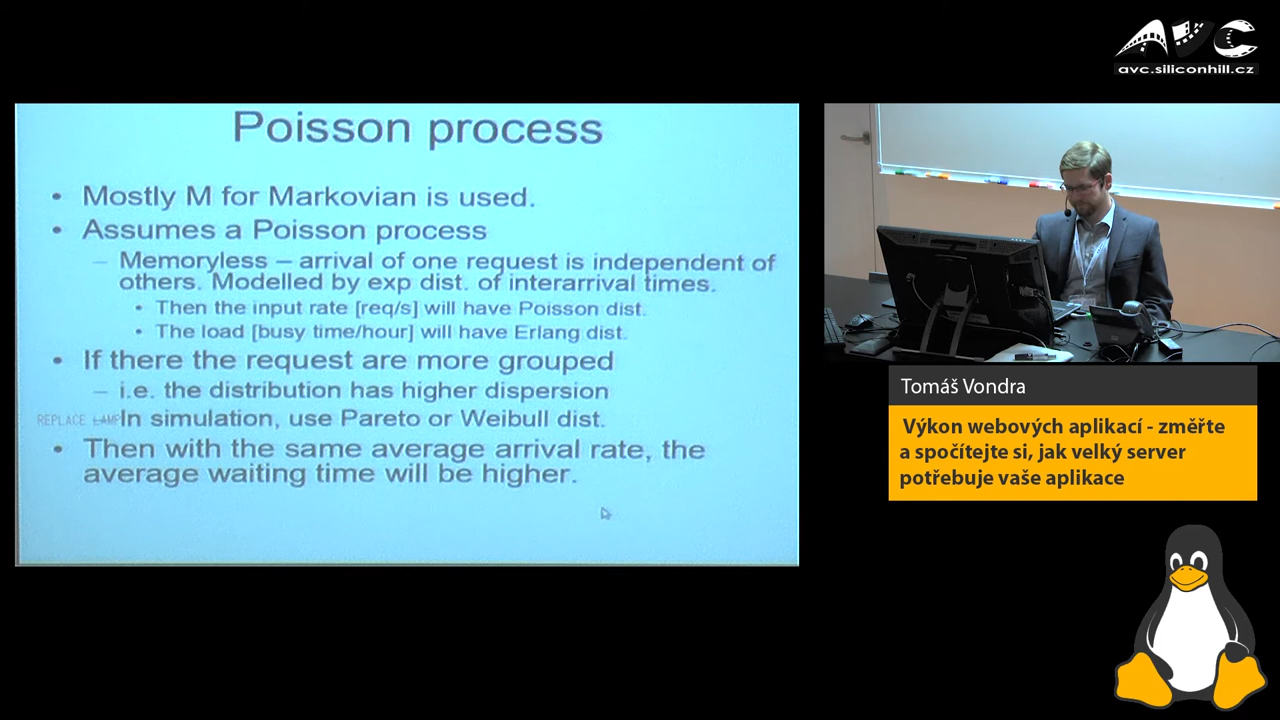 AVC
avc.siliconhill.cz
Poisson process
• Mostly M for Markovian is used.
• Assumes a Poisson process
– Memoryless – arrival of one request is independent of
others. Modelled by exp dist. of interarrival times.
• Then the input rate [req/s] will have Poisson dist.
• The load [busy time/hour] will have Erlang dist.
• If there the request are more grouped
– i.e. the distribution has higher dispersion
REPLACE LAMP In simulation, use Pareto or Weibull dist.
• Then with the same average arrival rate, the
average waiting time will be higher.
Tomáš Vondra
Výkon webových aplikací - změřte
a spočítejte si, jak velký server
potřebuje vaše aplikace